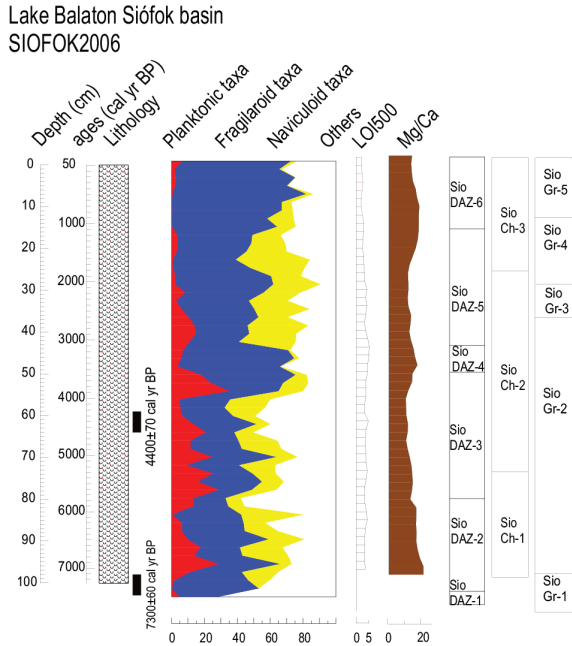 Lake Balaton Siófok basin
SIOFOK2006
Depth (cm)
ages (cal yr BP)
Lithology
Planktonic taxa
Fragilaroid taxa
Naviculoid taxa
Others
LOI500
Mg/Ca
0
10
20
30
40
50
60
70
80
90
100
50
1000
2000
3000
4000
5000
6000
7000
4400±70 cal yr BP
7300±60 cal yr BP
Sio
DAZ-6
Sio
DAZ-5
Sio
DAZ-4
Sio
DAZ-3
Sio
DAZ-2
Sio
DAZ-1
Sio
Ch-3
Sio
Ch-2
Sio
Ch-1
Sio
Gr-5
Sio
Gr-4
Sio
Gr-3
Sio
Gr-2
Sio
Gr-1
0 20 40 60 80 100
0 5
0 20